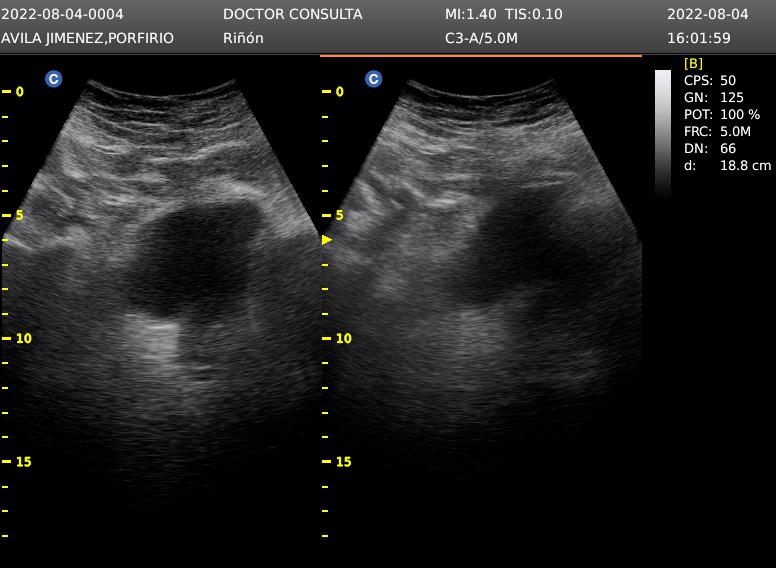 2022-08-04-0004 DOCTOR CONSULTA MI:1.40 TIS:0.10 2022-08-04
AVILA JIMENEZ,PORFIRIO Riñón C3-A/5.0M 16:01:59
[B]
CPS: 50
GN: 125
POT: 100 %
FRC: 5.0M
DN: 66
d: 18.8 cm
C
0
5
10
15
C
0
5
10
15